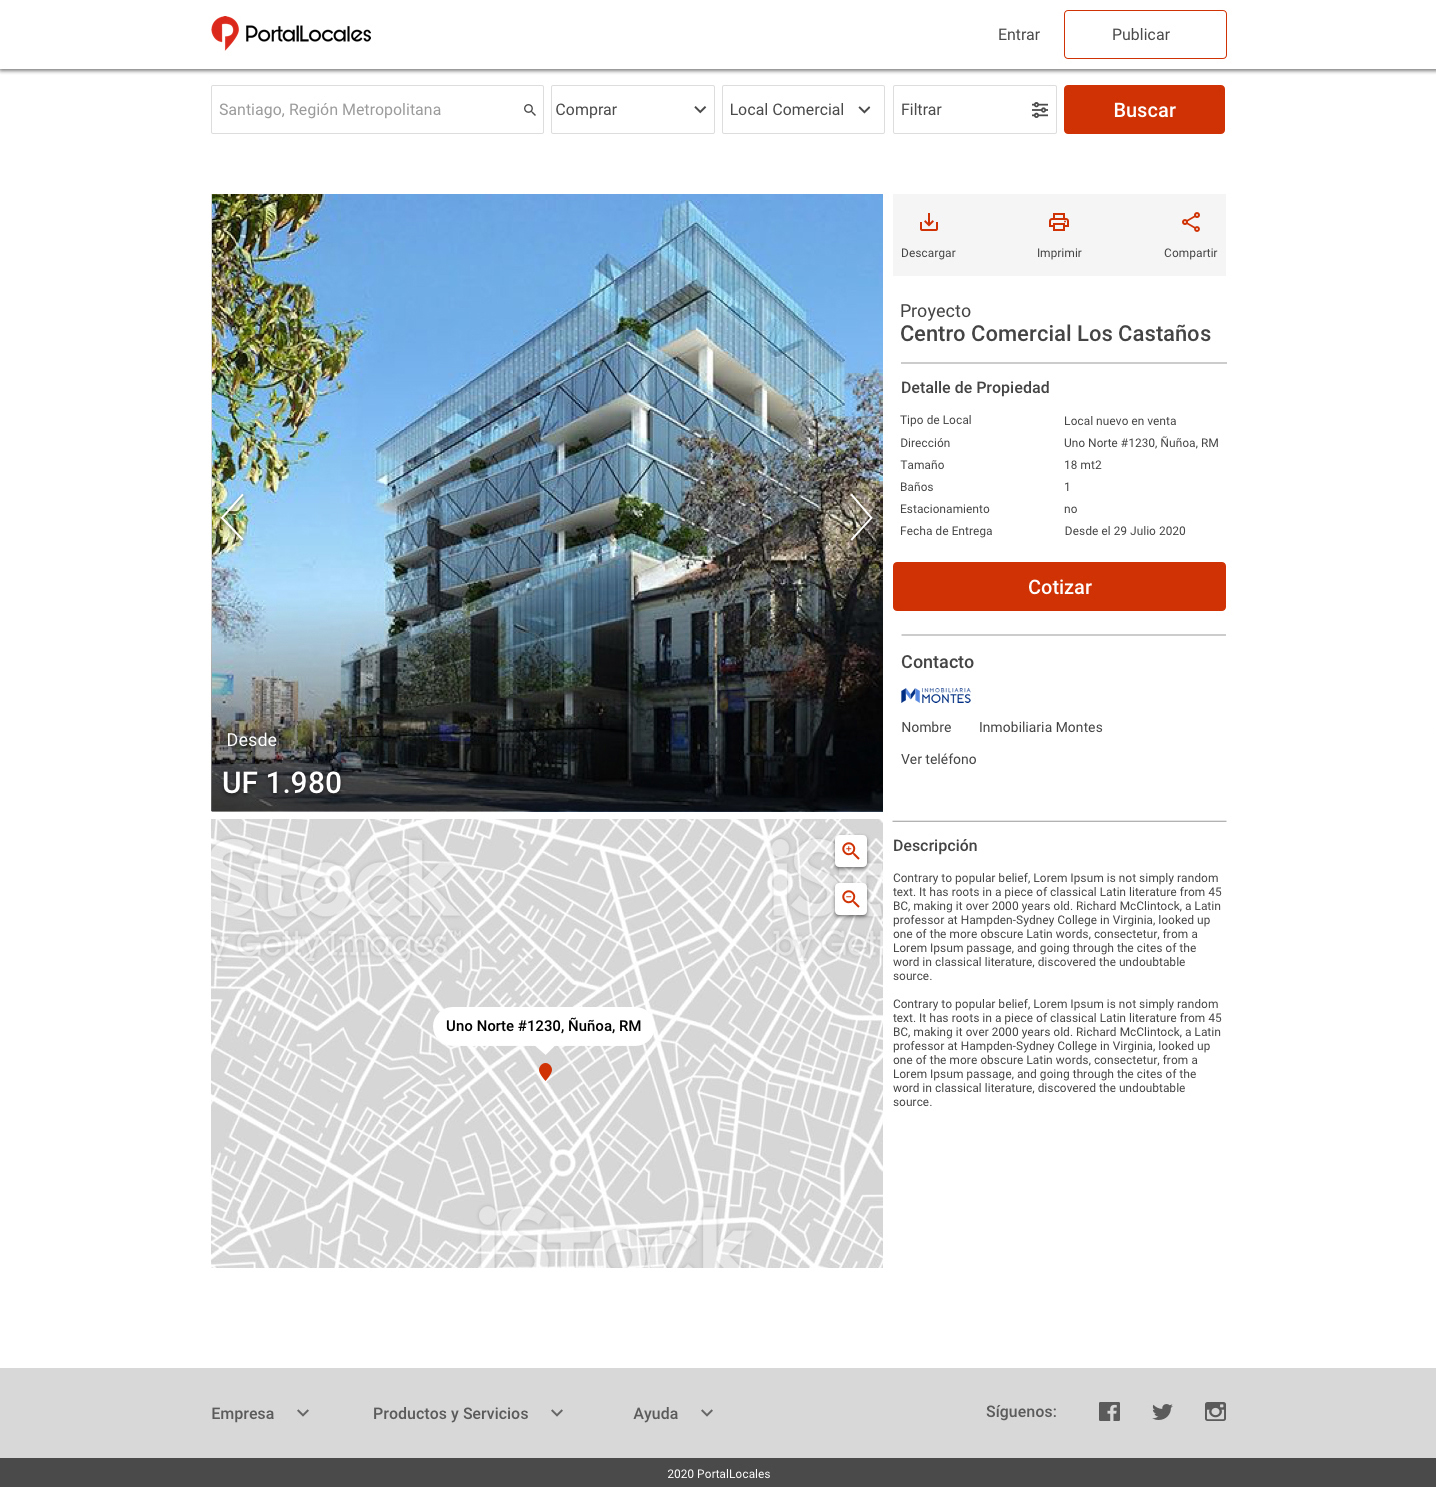 PortalLocales
Entrar
Publicar
Santiago, Región Metropolitana
Comprar
Local Comercial
Filtrar
Buscar
Descargar
Imprimir
Compartir
Proyecto
Centro Comercial Los Castaños
Detalle de Propiedad
Tipo de Local Local nuevo en venta
Dirección Uno Norte #1230, Ñuñoa, RM
Tamaño 18 mt2
Baños 1
Estacionamiento no
Fecha de Entrega Desde el 29 Julio 2020
Cotizar
Desde
UF 1.980
Contacto
INMOBILIARIA
MONTES
Nombre Inmobiliaria Montes
Ver teléfono
iStock
by Getty Images™
Uno Norte #1230, Ñuñoa, RM
iStock
Descripción
Contrary to popular belief, Lorem Ipsum is not simply random
text. It has roots in a piece of classical Latin literature from 45
BC, making it over 2000 years old. Richard McClintock, a Latin
professor at Hampden-Sydney College in Virginia, looked up
one of the more obscure Latin words, consectetur, from a
Lorem Ipsum passage, and going through the cites of the
word in classical literature, discovered the undoubtable
source.
Contrary to popular belief, Lorem Ipsum is not simply random
text. It has roots in a piece of classical Latin literature from 45
BC, making it over 2000 years old. Richard McClintock, a Latin
professor at Hampden-Sydney College in Virginia, looked up
one of the more obscure Latin words, consectetur, from a
Lorem Ipsum passage, and going through the cites of the
word in classical literature, discovered the undoubtable
source.
Empresa
Productos y Servicios
Ayuda
Síguenos:
2020 PortalLocales